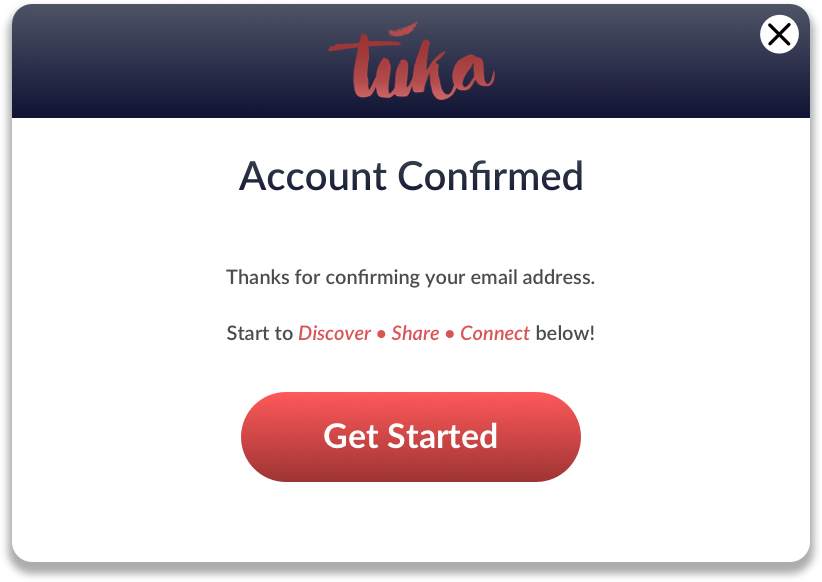 tuka
Account Confirmed
Thanks for confirming your email address.
Start to Discover • Share • Connect below!
Get Started